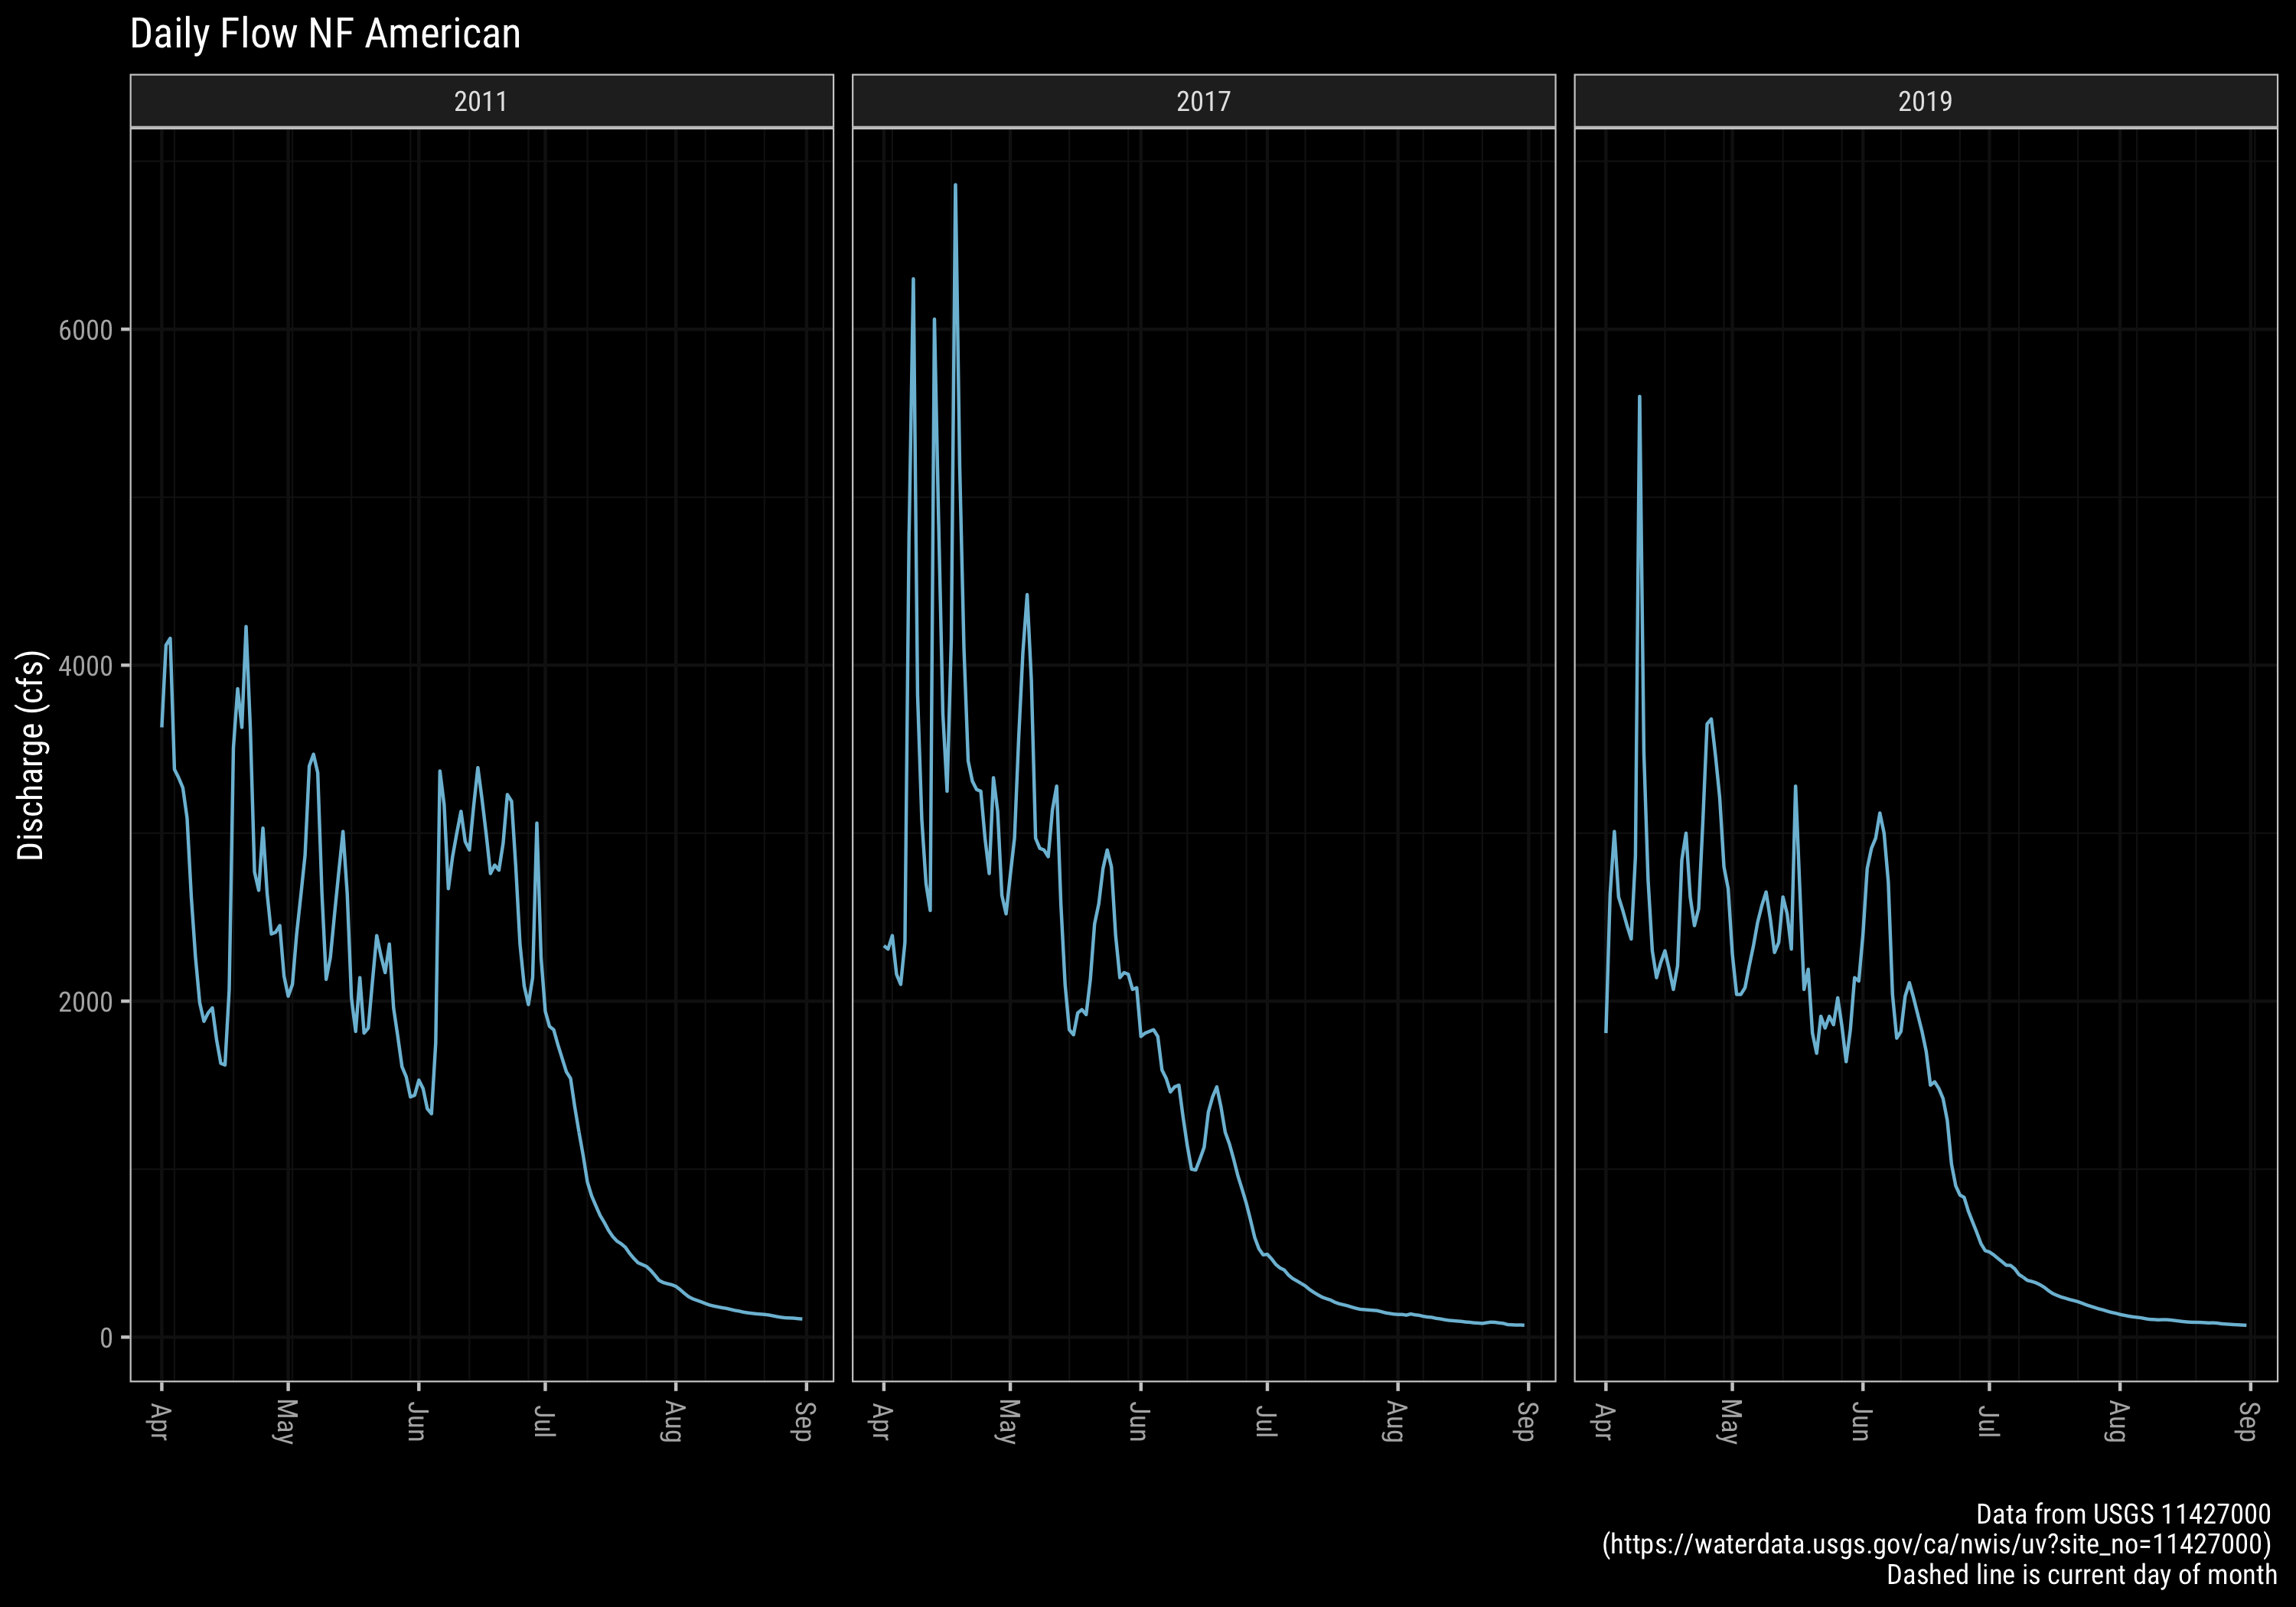 Daily Flow NF American
2011
2017
2019
Discharge (cfs)
6000
4000
2000
0
Apr
May
Jun
Jul
Aug
Sep
Apr
May
Jun
Jul
Aug
Sep
Apr
May
Jun
Jul
Aug
Sep
Data from USGS 11427000
(https://waterdata.usgs.gov/ca/nwis/uv?site_no=11427000)
Dashed line is current day of month